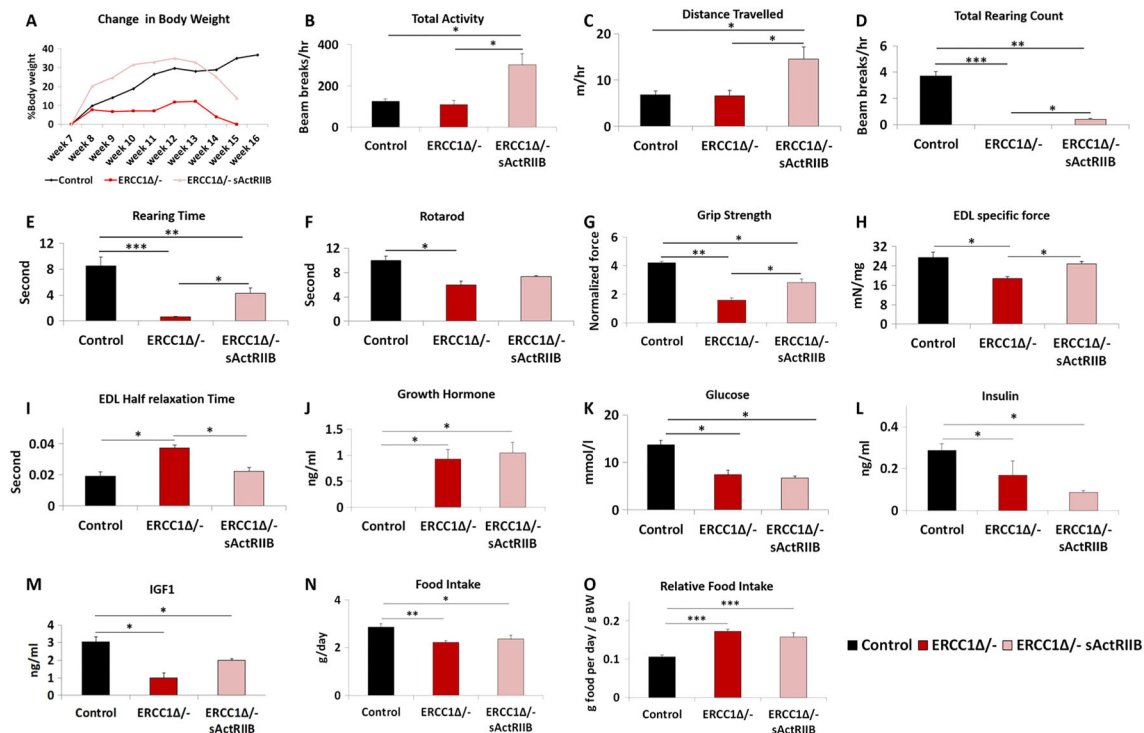 A
Change in Body Weight
%Body weight
40
30
20
10
0
week 7
week 8
week 9
week 10
week 11
week 12
week 13
week 14
week 15
week 16
Control
ERCC1Δ/-
ERCC1Δ/- sActRIIB
B
Total Activity
Beam breaks/hr
400
200
0
*
*
Control
ERCC1Δ/-
ERCC1Δ/-
sActRIIB
C
Distance Travelled
m/hr
20
10
0
*
*
Control
ERCC1Δ/-
ERCC1Δ/-
sActRIIB
D
Total Rearing Count
Beam breaks/hr
6
4
2
0
**
***
*
Control
ERCC1Δ/-
ERCC1Δ/-
sActRIIB
E
Rearing Time
Second
12
8
4
0
**
***
*
Control
ERCC1Δ/-
ERCC1Δ/-
sActRIIB
F
Rotarod
Second
12
8
4
0
*
Control
ERCC1Δ/-
ERCC1Δ/-
sActRIIB
G
Grip Strength
Normalized force
6
4
2
0
*
**
*
Control
ERCC1Δ/-
ERCC1Δ/-
sActRIIB
H
EDL specific force
mN/mg
32
24
16
8
0
*
*
Control
ERCC1Δ/-
ERCC1Δ/-
sActRIIB
I
EDL Half relaxation Time
Second
0.04
0.02
0
*
*
Control
ERCC1Δ/-
ERCC1Δ/-
sActRIIB
J
Growth Hormone
ng/ml
1.5
1
0.5
0
*
*
Control
ERCC1Δ/-
ERCC1Δ/-
sActRIIB
K
Glucose
mmol/l
20
10
0
*
*
Control
ERCC1Δ/-
ERCC1Δ/-
sActRIIB
L
Insulin
ng/ml
0.4
0.2
0
*
*
Control
ERCC1Δ/-
ERCC1Δ/-
sActRIIB
M
IGF1
ng/ml
4
3
2
1
0
*
*
Control
ERCC1Δ/-
ERCC1Δ/-
sActRIIB
N
Food Intake
g/day
4
2
0
*
**
Control
ERCC1Δ/-
ERCC1Δ/-
sActRIIB
O
Relative Food Intake
g food per day / g BW
0.2
0.1
0
***
***
Control
ERCC1Δ/-
ERCC1Δ/-
sActRIIB
Control
ERCC1Δ/-
ERCC1Δ/- sActRIIB